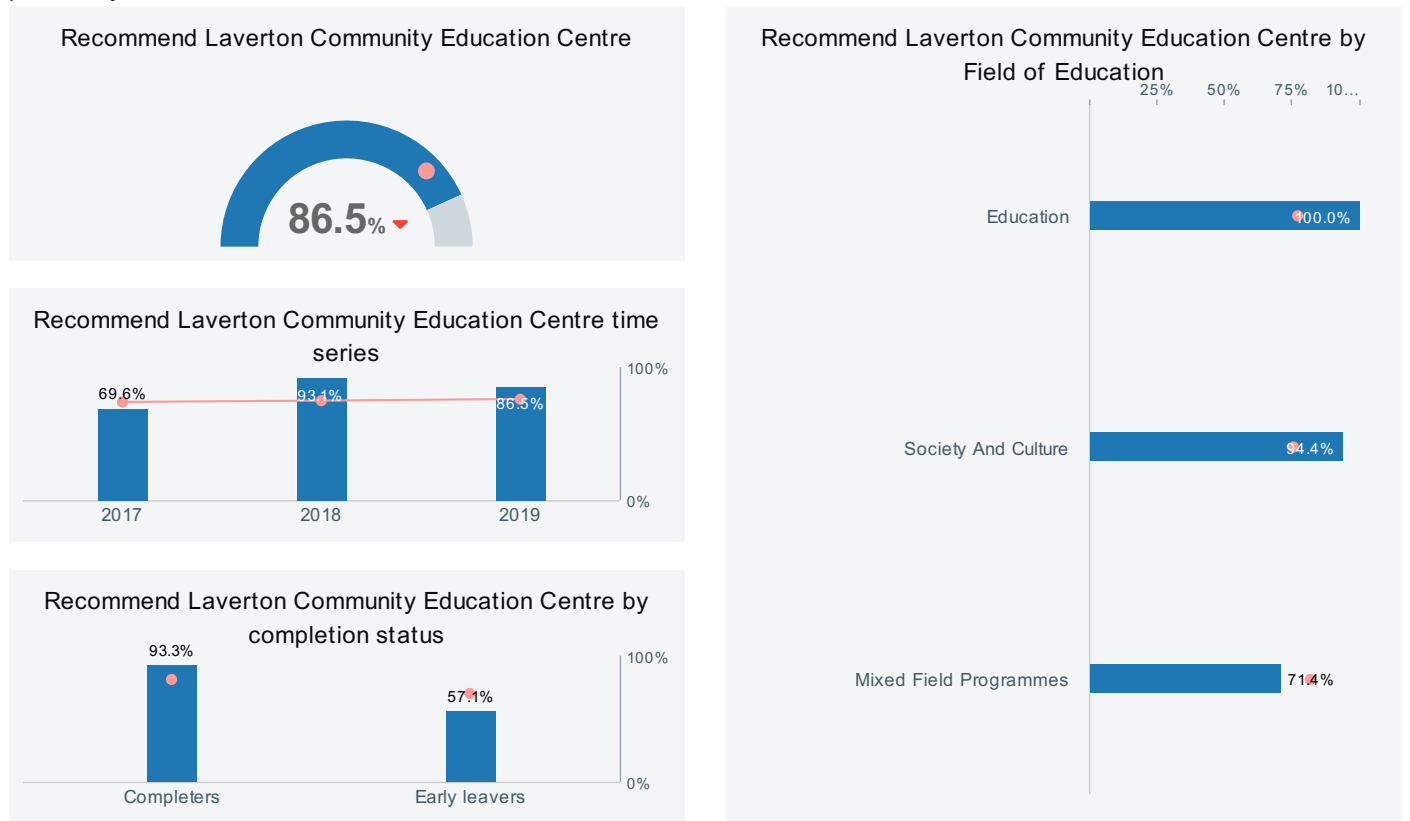 Recommend Laverton Community Education Centre
86.5%
Recommend Laverton Community Education Centre time
series
100%
69.6%
93.1%
86.5%
0%
2017
2018
2019
Recommend Laverton Community Education Centre by
completion status
93.3%
100%
57.1%
0%
Completers
Early leavers
Recommend Laverton Community Education Centre by
Field of Education
25%
50%
75%
10...
Education
100.0%
Society And Culture
94.4%
Mixed Field Programmes
71.4%